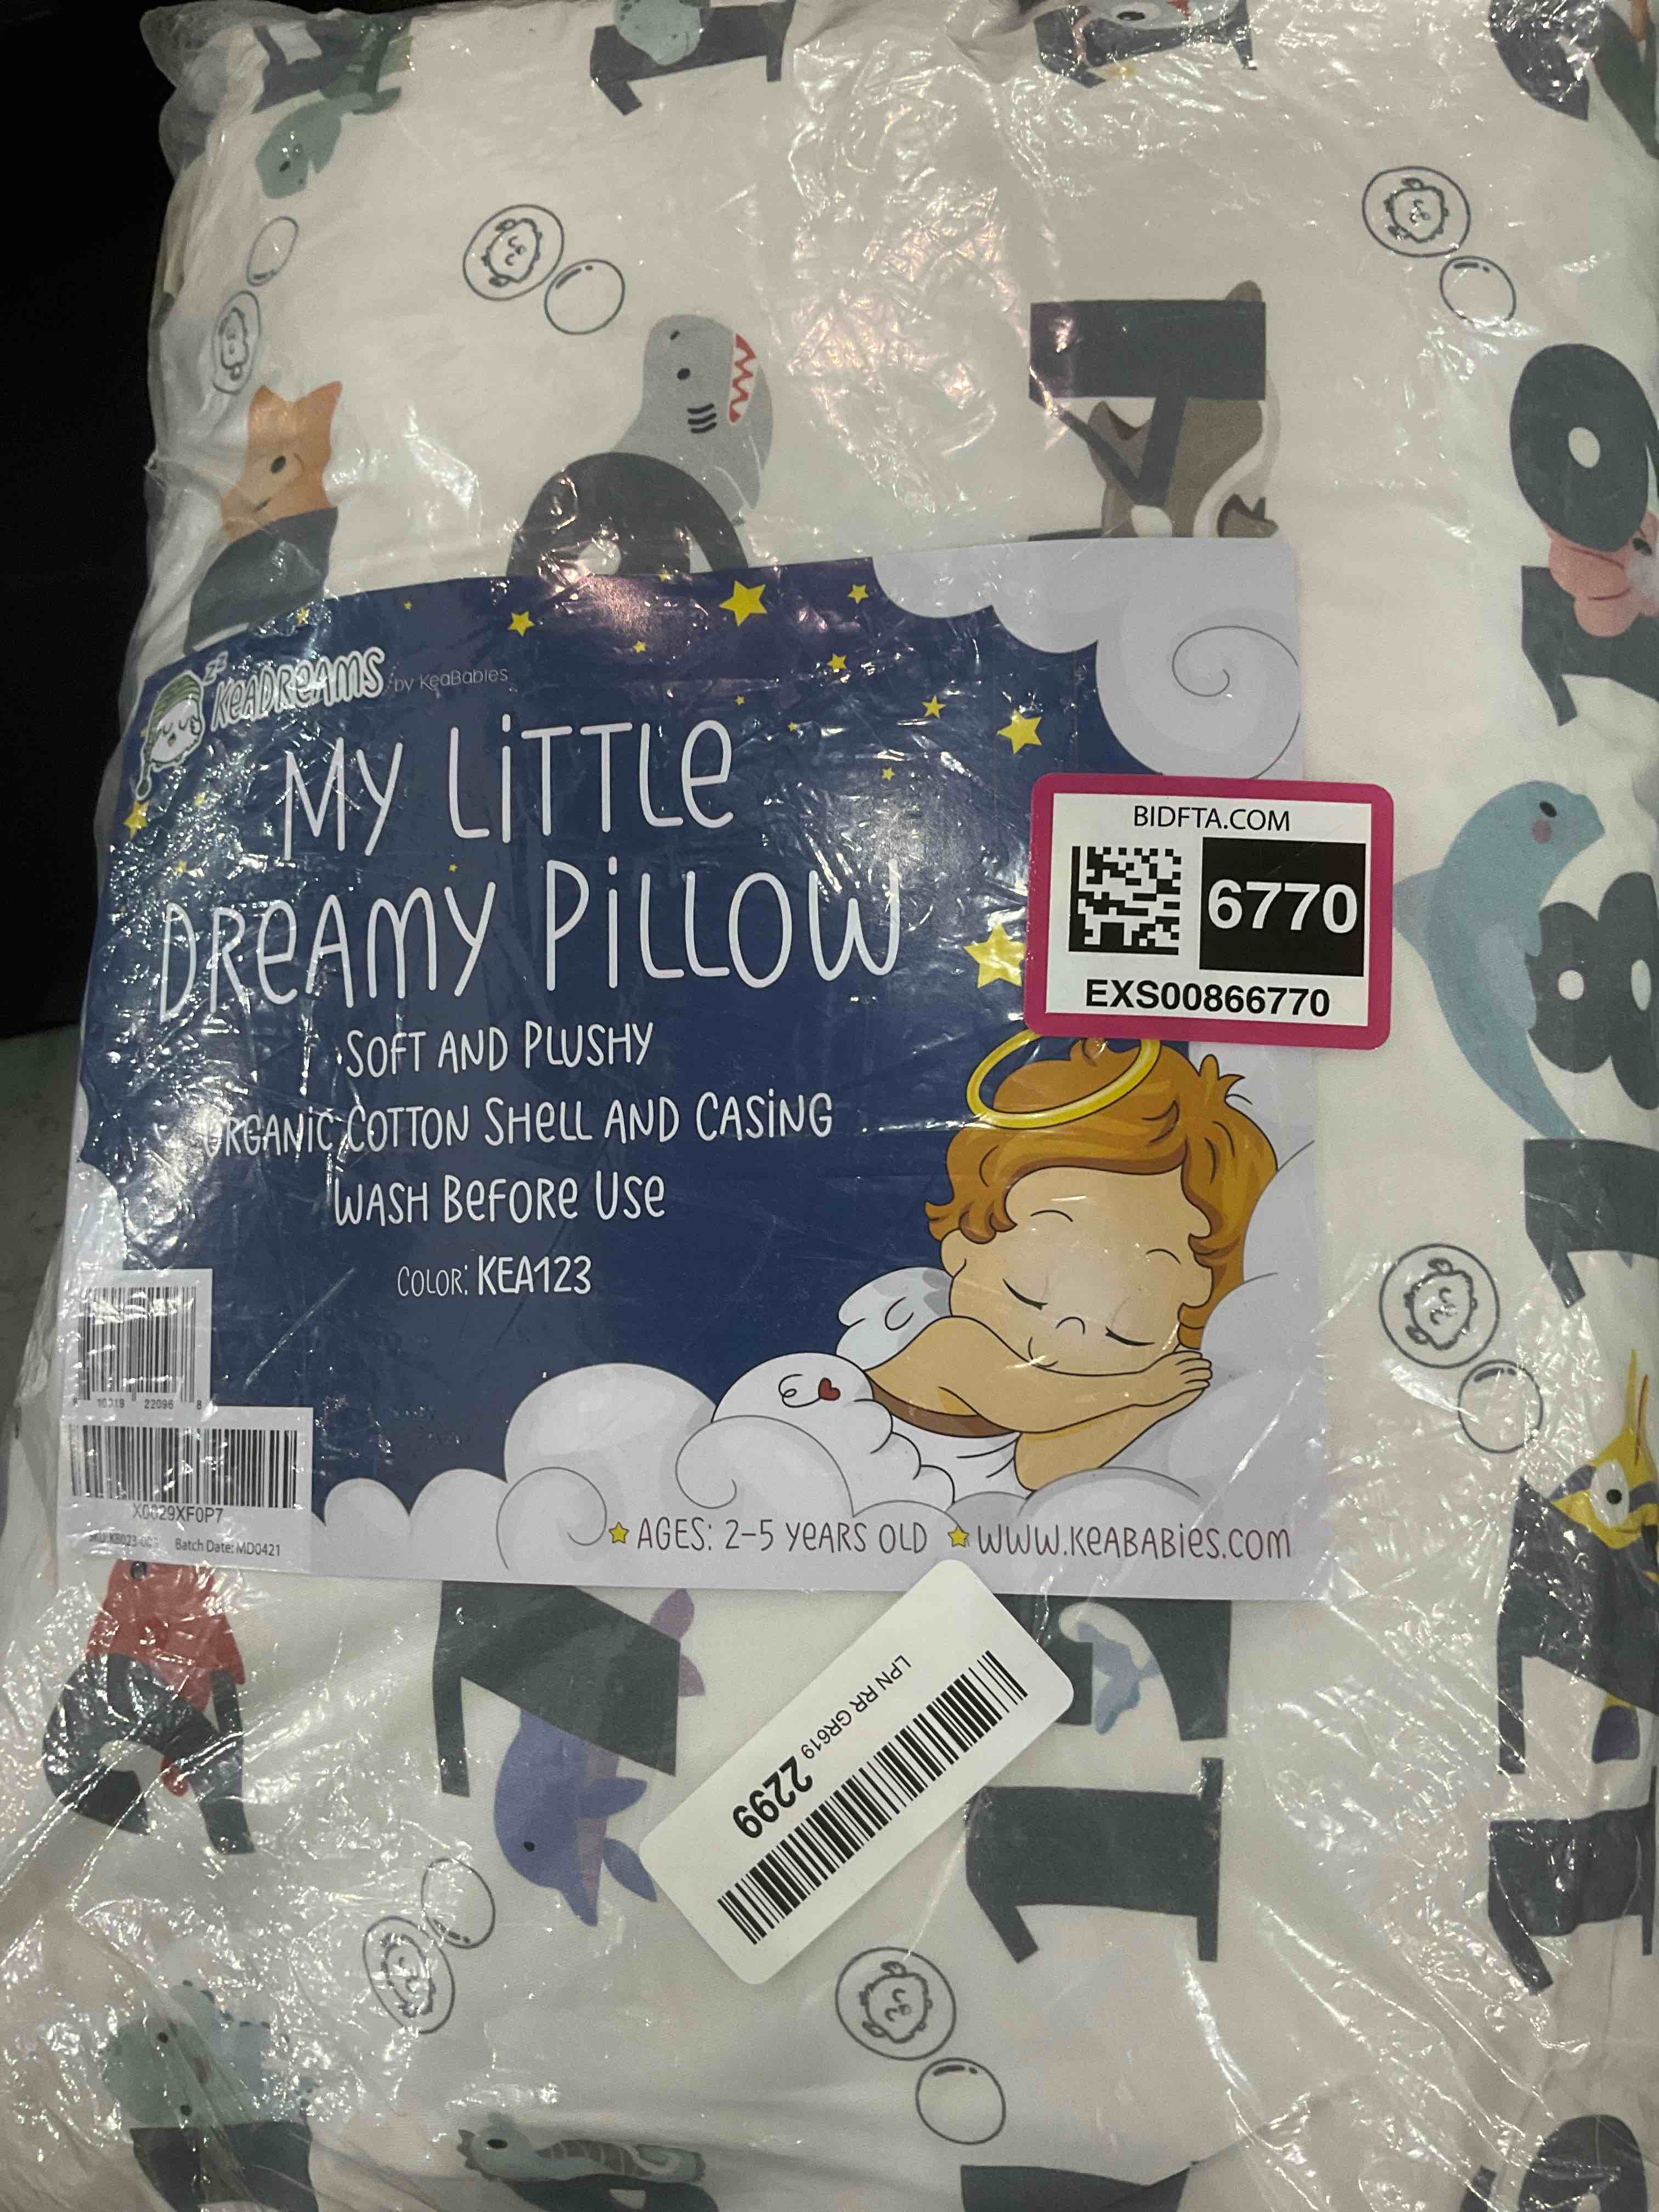 KeaDReAMS by KeaBabies
MY LiTTLe
DReAMY PiLLOW
SOFT AND PLUSHY
ORGANiC COTTON SHeLL AND CASiNG
WASH BeFORe USe
COLOR: KEA123
BIDFTA.COM
6770
EXS00866770
22096 8
X0029XF0P7
Batch Date: MD0421
AGeS: 2-5 YeARS OLD
WWW.KeABABieS.COM
LPN RR GR619 2299